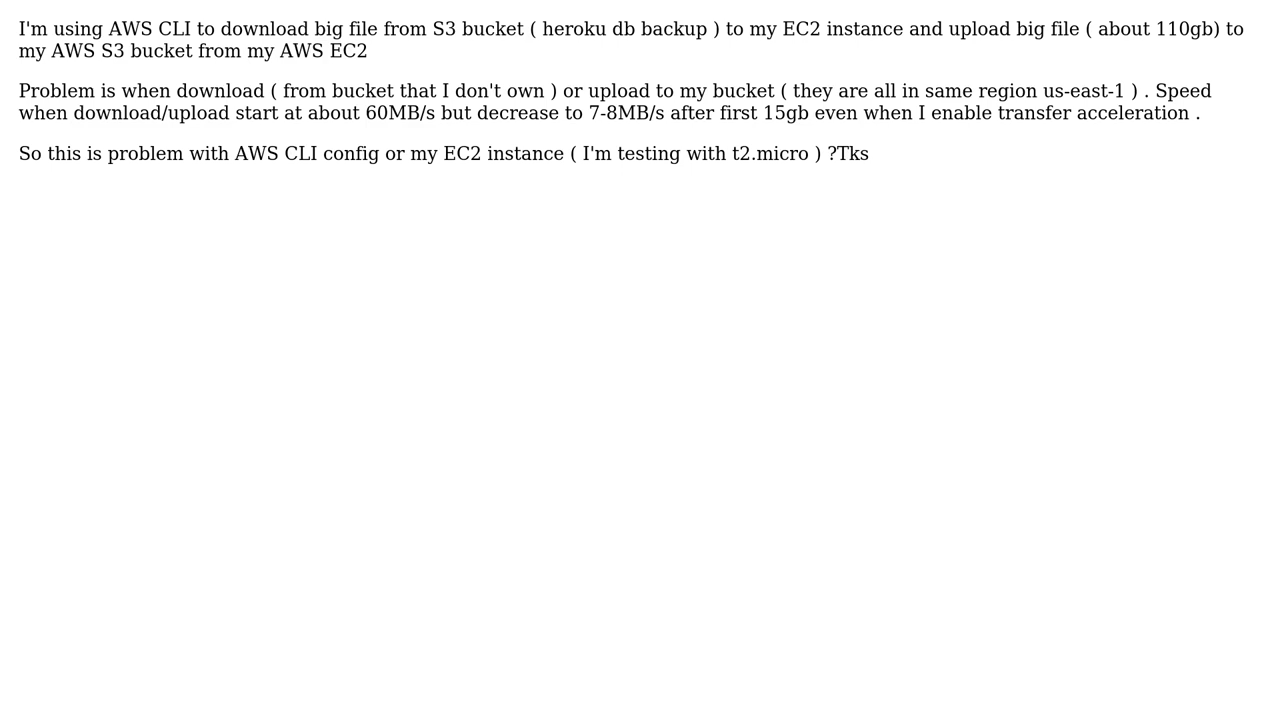 I'm using AWS CLI to download big file from S3 bucket ( heroku db backup ) to my EC2 instance and upload big file ( about 110gb) to
my AWS S3 bucket from my AWS EC2
Problem is when download ( from bucket that I don't own ) or upload to my bucket ( they are all in same region us-east-1 ) . Speed
when download/upload start at about 60MB/s but decrease to 7-8MB/s after first 15gb even when I enable transfer acceleration .
So this is problem with AWS CLI config or my EC2 instance ( I'm testing with t2.micro ) ?Tks